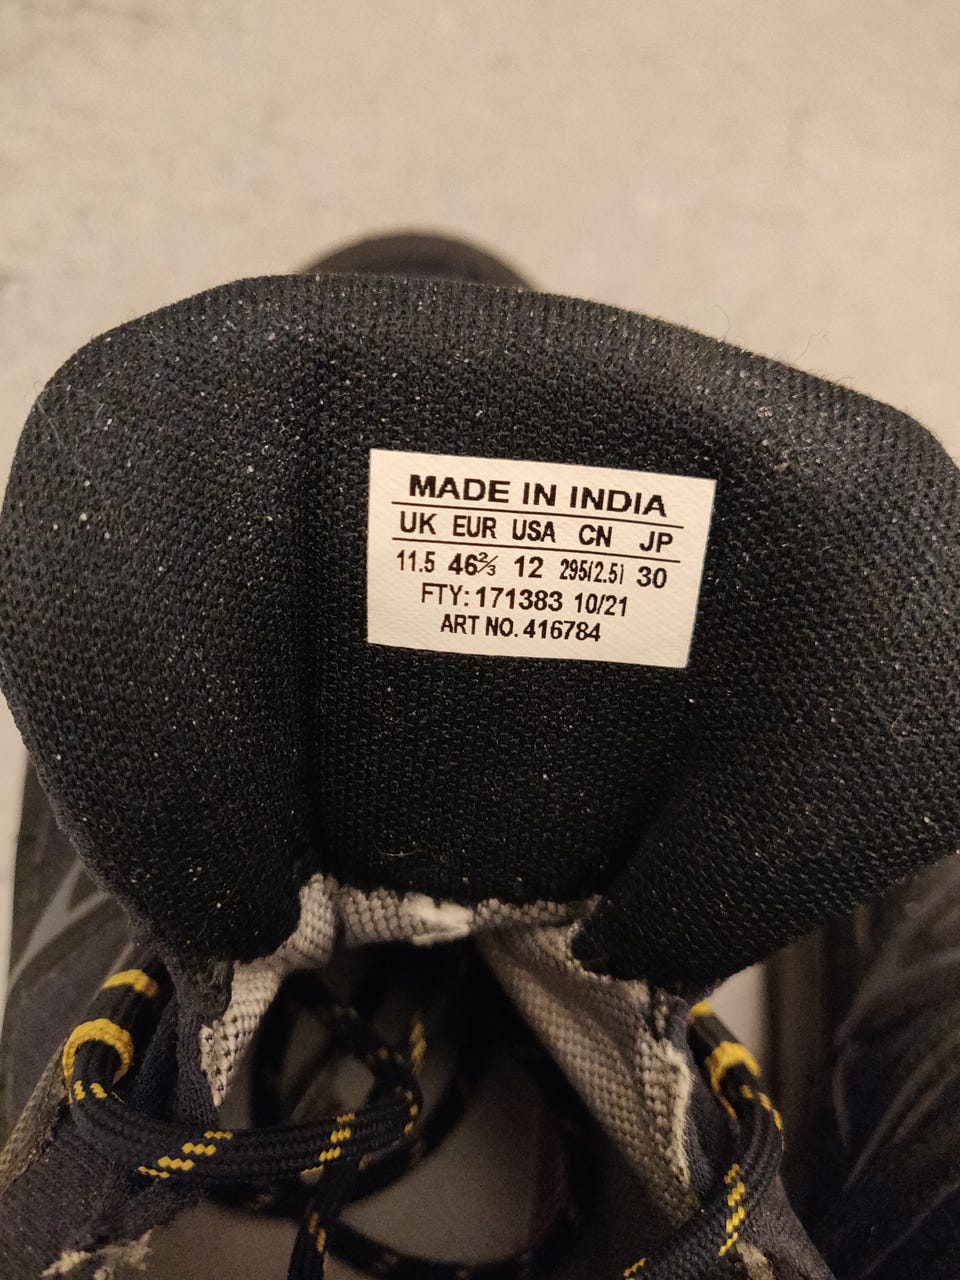 MADE IN INDIA
UK EUR USA CN JP
11.5 46⅔ 12 295(2.5) 30
FTY: 171383 10/21
ART NO. 416784